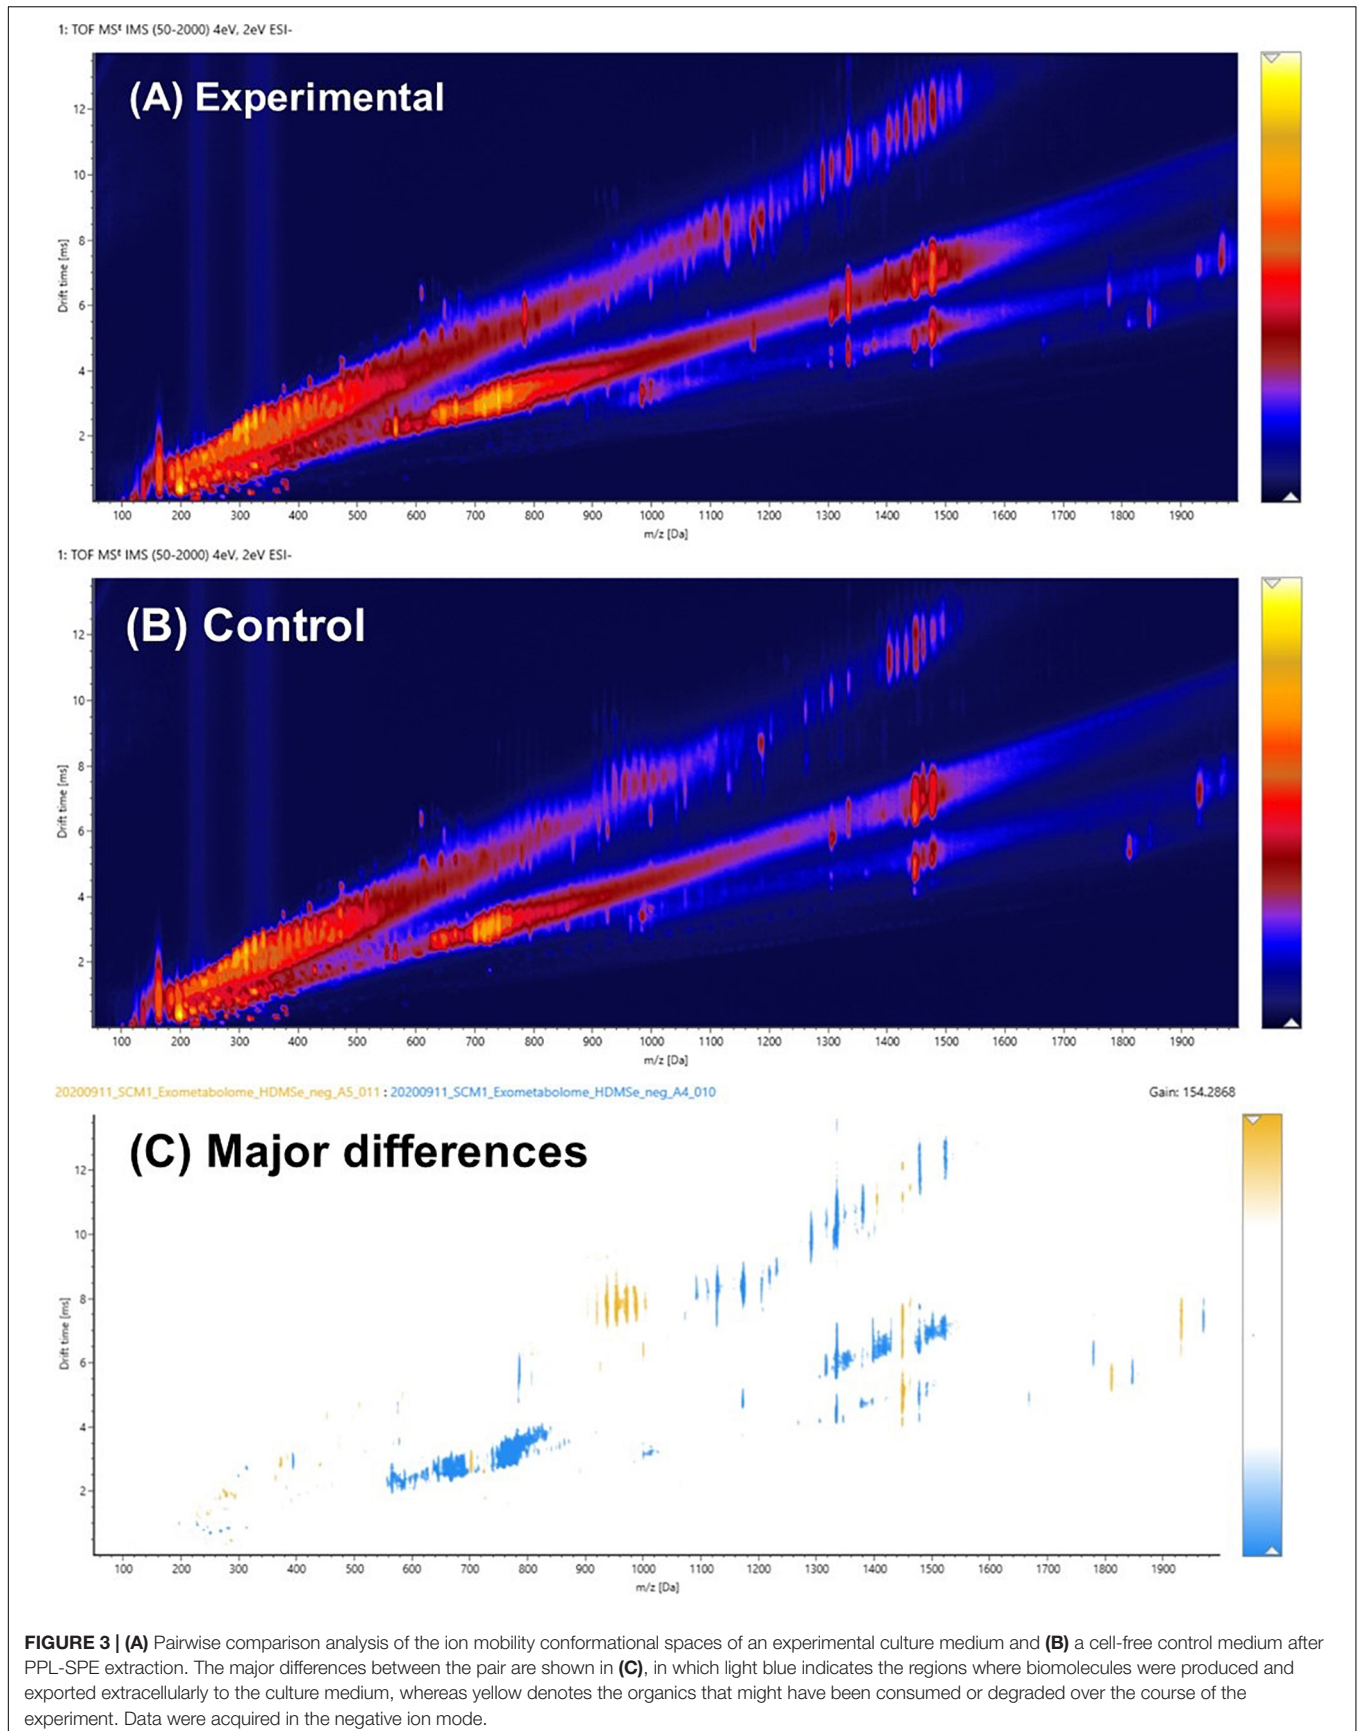 1: TOF MSᴱ IMS (50-2000) 4eV, 2eV ESI-
(A) Experimental
12
10
8
6
4
2
Drift time [ms]
100 200 300 400 500 600 700 800 900 1000 1100 1200 1300 1400 1500 1600 1700 1800 1900
m/z [Da]
1: TOF MSᴱ IMS (50-2000) 4eV, 2eV ESI-
(B) Control
12
10
8
6
4
2
Drift time [ms]
100 200 300 400 500 600 700 800 900 1000 1100 1200 1300 1400 1500 1600 1700 1800 1900
m/z [Da]
20200911_SCM1_Exometabolome_HDMSe_neg_A5_011 : 20200911_SCM1_Exometabolome_HDMSe_neg_A4_010 Gain: 154.2868
(C) Major differences
12
10
8
6
4
2
Drift time [ms]
100 200 300 400 500 600 700 800 900 1000 1100 1200 1300 1400 1500 1600 1700 1800 1900
m/z [Da]
FIGURE 3 | (A) Pairwise comparison analysis of the ion mobility conformational spaces of an experimental culture medium and (B) a cell-free control medium after
PPL-SPE extraction. The major differences between the pair are shown in (C), in which light blue indicates the regions where biomolecules were produced and
exported extracellularly to the culture medium, whereas yellow denotes the organics that might have been consumed or degraded over the course of the
experiment. Data were acquired in the negative ion mode.